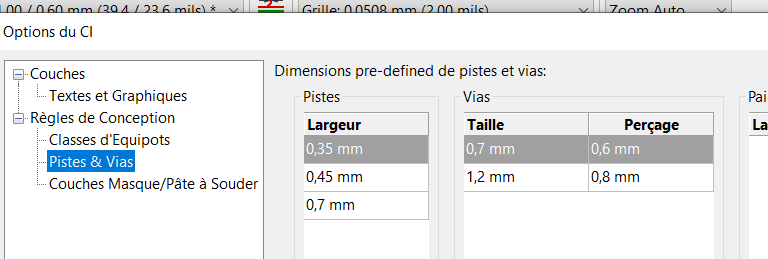 1.00 / 0.60 mm (39.4 / 23.6 mils) * Grille: 0.0508 mm (2.00 mils) Zoom Auto
Options du CI
Couches
Textes et Graphiques
Règles de Conception
Classes d'Equipots
Pistes & Vias
Couches Masque/Pâte à Souder
Dimensions pre-defined de pistes et vias:
Pistes
Largeur
0,35 mm
0,45 mm
0,7 mm
Vias
Taille Perçage
0,7 mm 0,6 mm
1,2 mm 0,8 mm
Pai
La